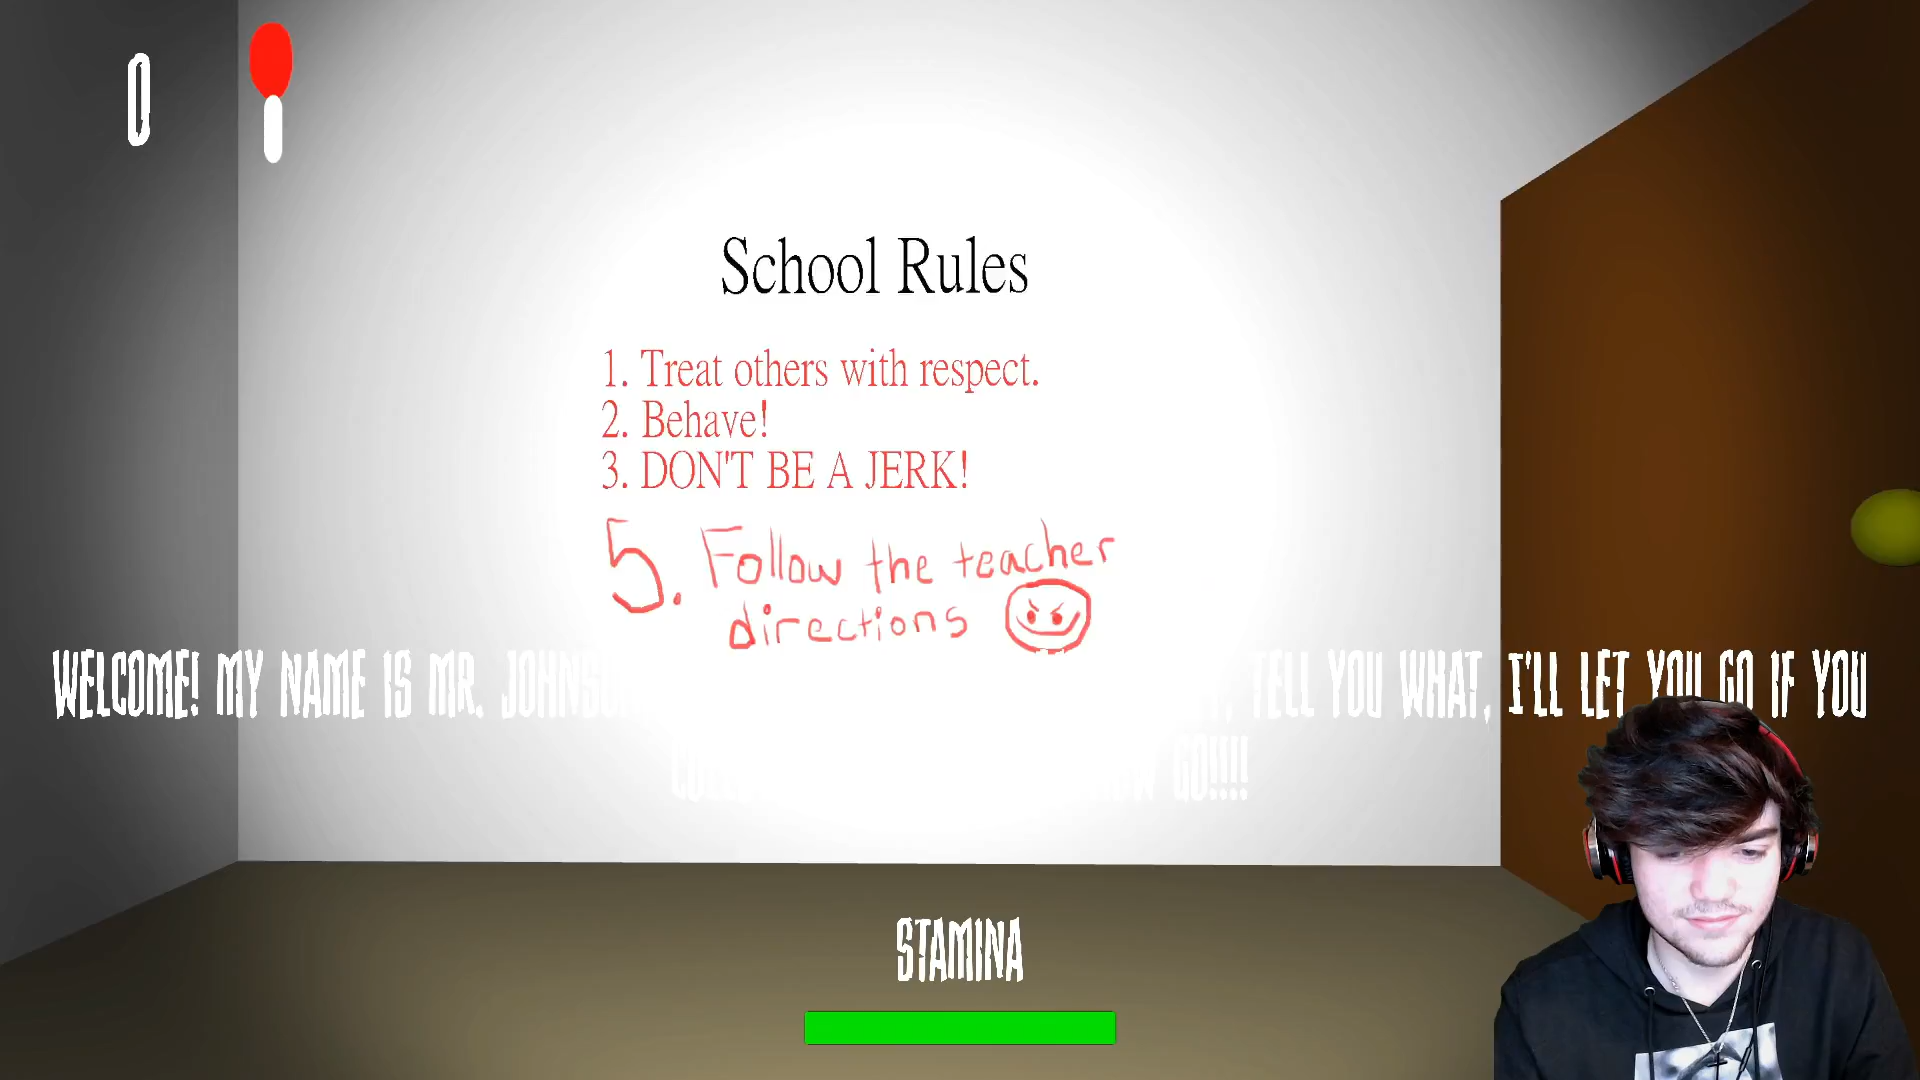 0
School Rules
1. Treat others with respect.
2. Behave!
3. DON'T BE A JERK!
5. Follow the teacher
directions
WELCOME! MY NAME IS MR. TELL YOU WHAT, I'LL LET YOU GO IF YOU
GO!!!!
STAMINA